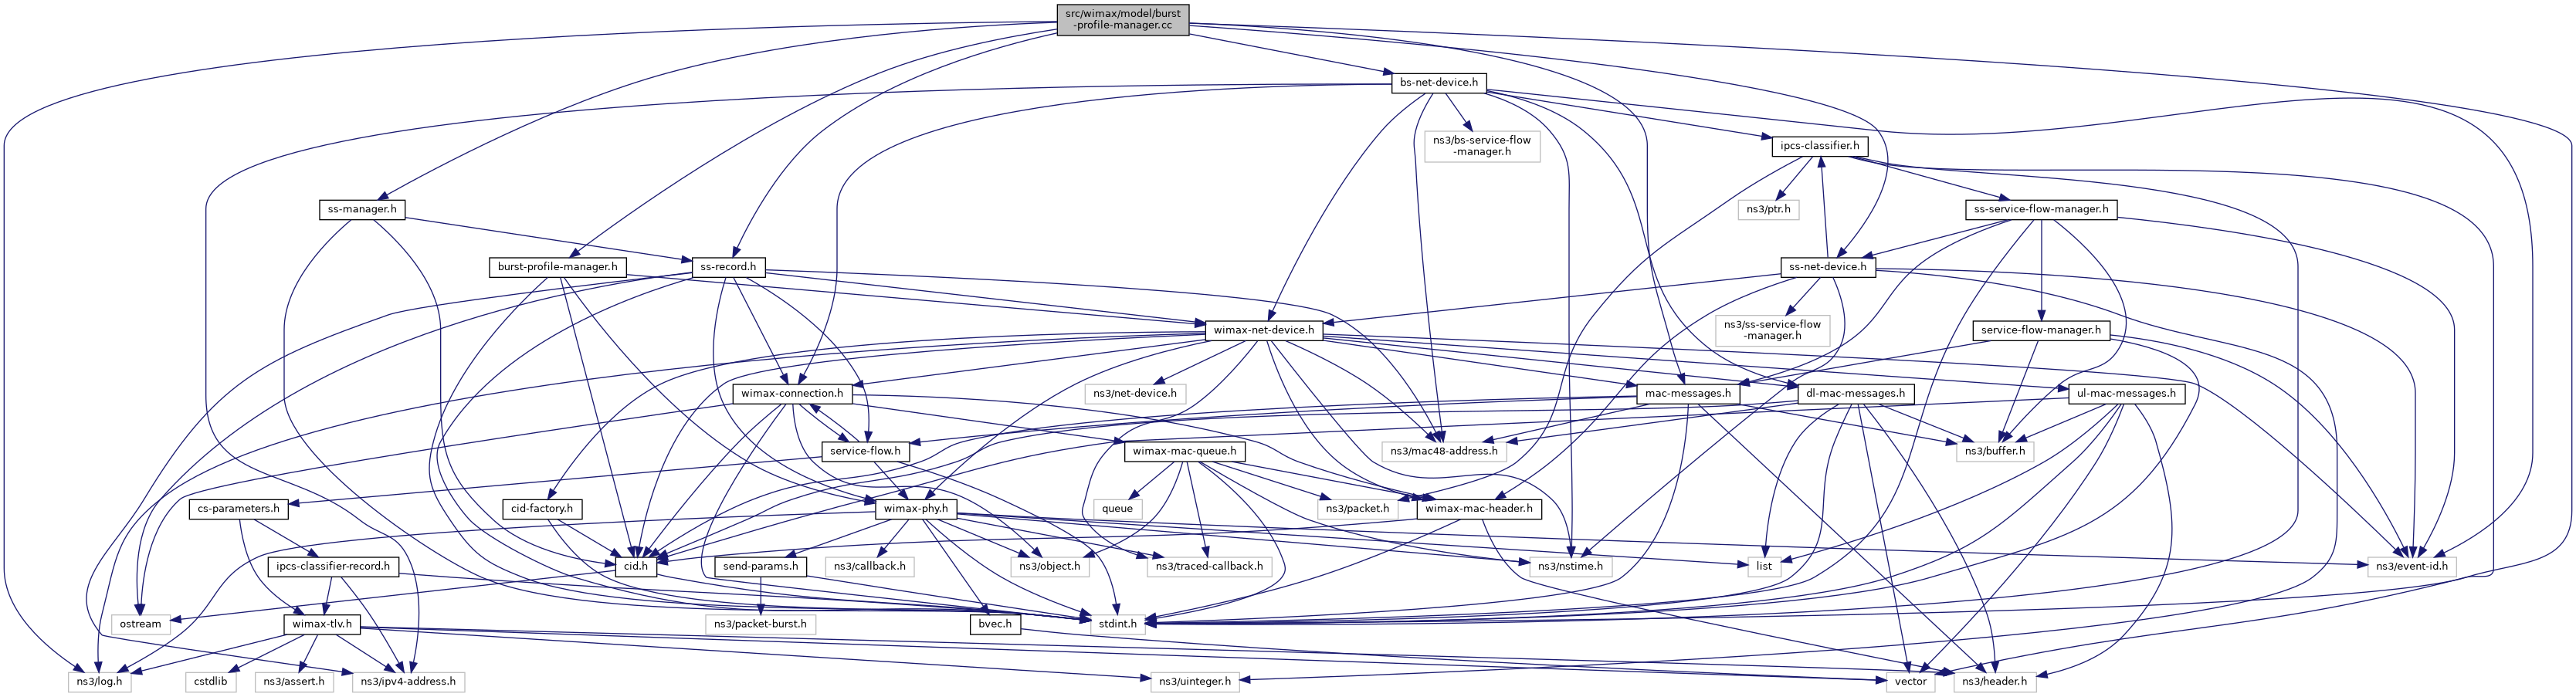 src/wimax/model/burst
-profile-manager.cc
bs-net-device.h
ns3/bs-service-flow
-manager.h
ipcs-classifier.h
ss-manager.h
ns3/ptr.h
ss-service-flow-manager.h
burst-profile-manager.h
ss-record.h
ss-net-device.h
wimax-net-device.h
ns3/ss-service-flow
-manager.h
service-flow-manager.h
wimax-connection.h
ns3/net-device.h
mac-messages.h
dl-mac-messages.h
ul-mac-messages.h
service-flow.h
wimax-mac-queue.h
ns3/mac48-address.h
ns3/buffer.h
cs-parameters.h
cid-factory.h
wimax-phy.h
queue
ns3/packet.h
wimax-mac-header.h
ipcs-classifier-record.h
cid.h
send-params.h
ns3/callback.h
ns3/object.h
ns3/traced-callback.h
ns3/nstime.h
list
ns3/event-id.h
ostream
wimax-tlv.h
ns3/packet-burst.h
bvec.h
stdint.h
ns3/log.h
cstdlib
ns3/assert.h
ns3/ipv4-address.h
ns3/uinteger.h
vector
ns3/header.h